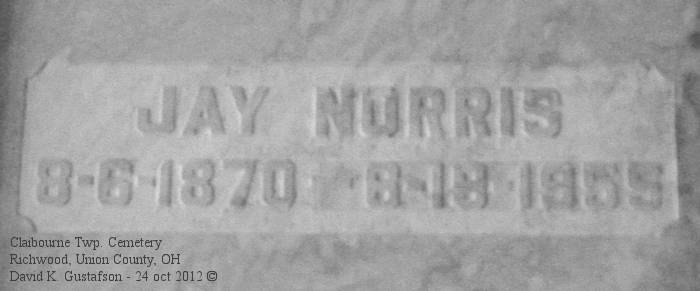 JAY NORRIS
8-6-1870 8-19-1955
Claibourne Twp. Cemetery
Richwood, Union County, OH
David K. Gustafson - 24 oct 2012 ©